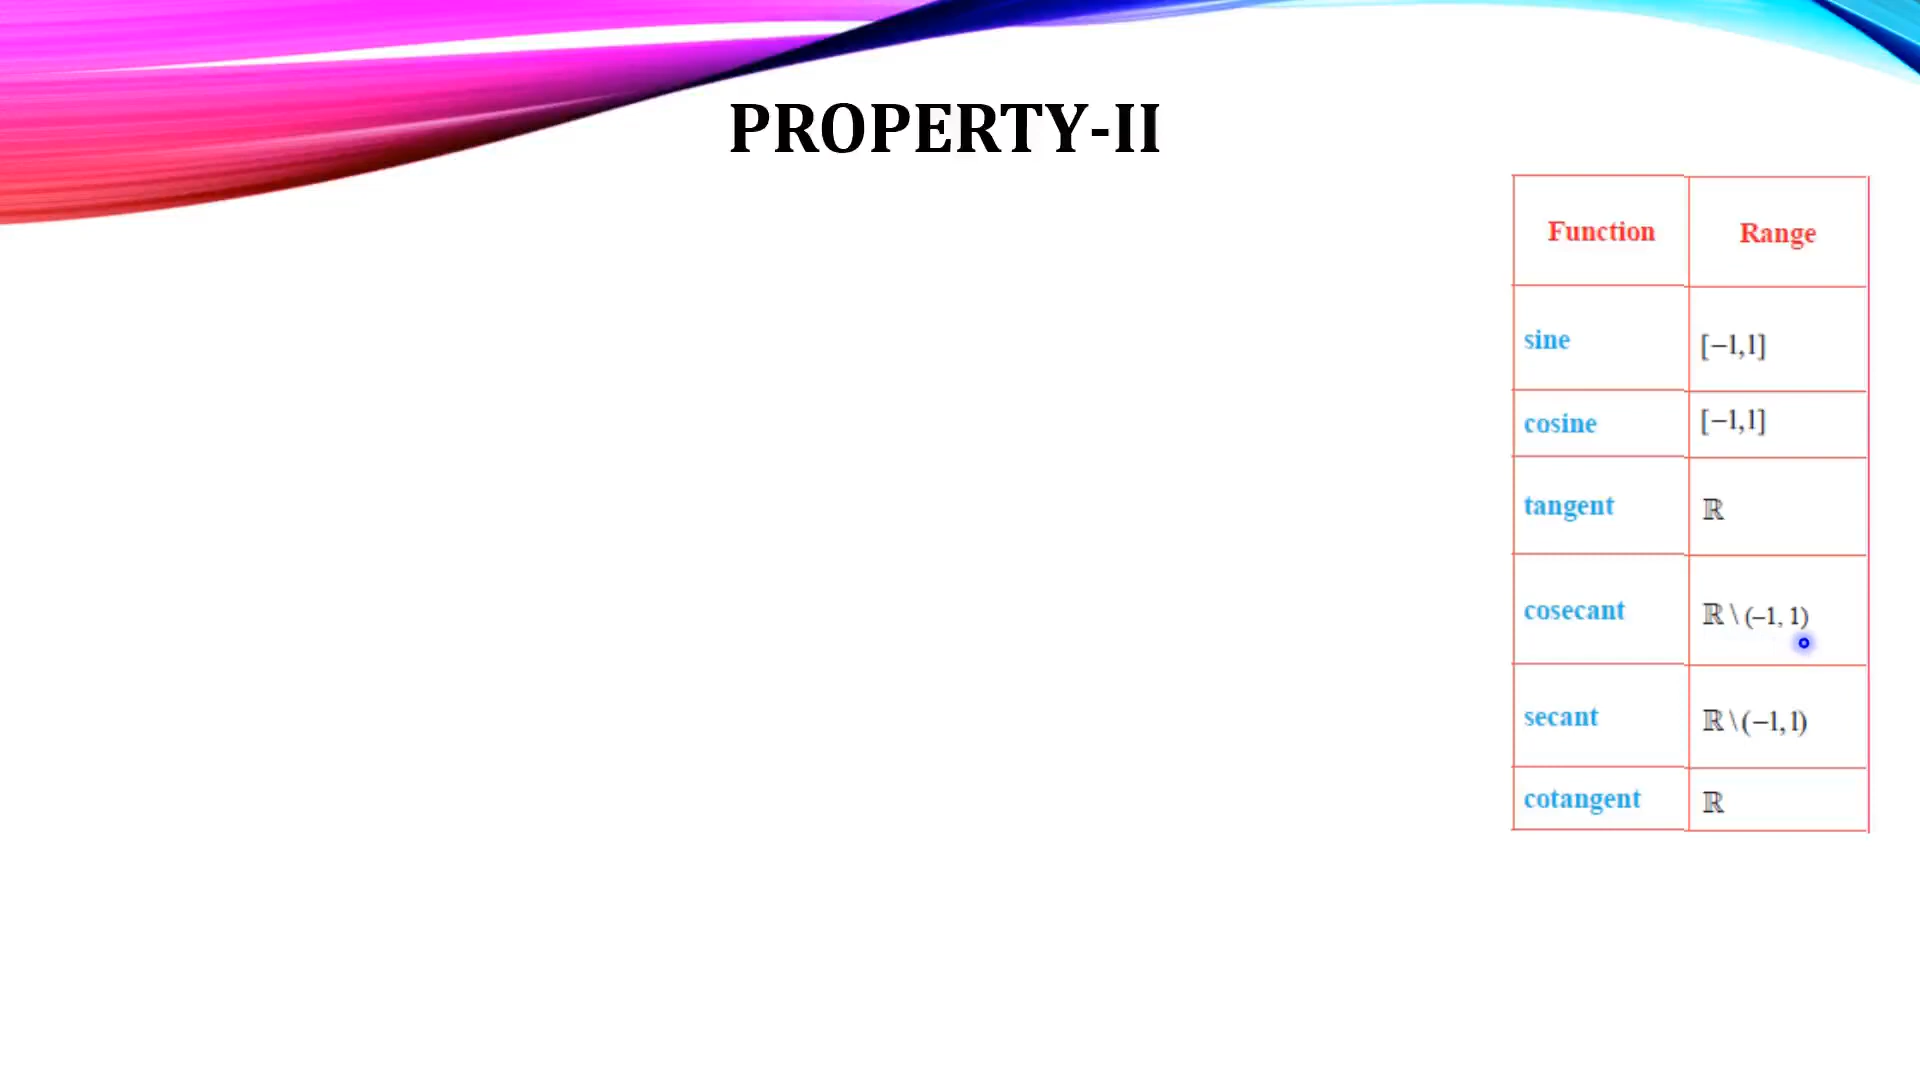 PROPERTY-II
Function Range
sine [−1,1]
cosine [−1,1]
tangent ℝ
cosecant ℝ \ (–1, 1)
secant ℝ \ (−1, 1)
cotangent ℝ